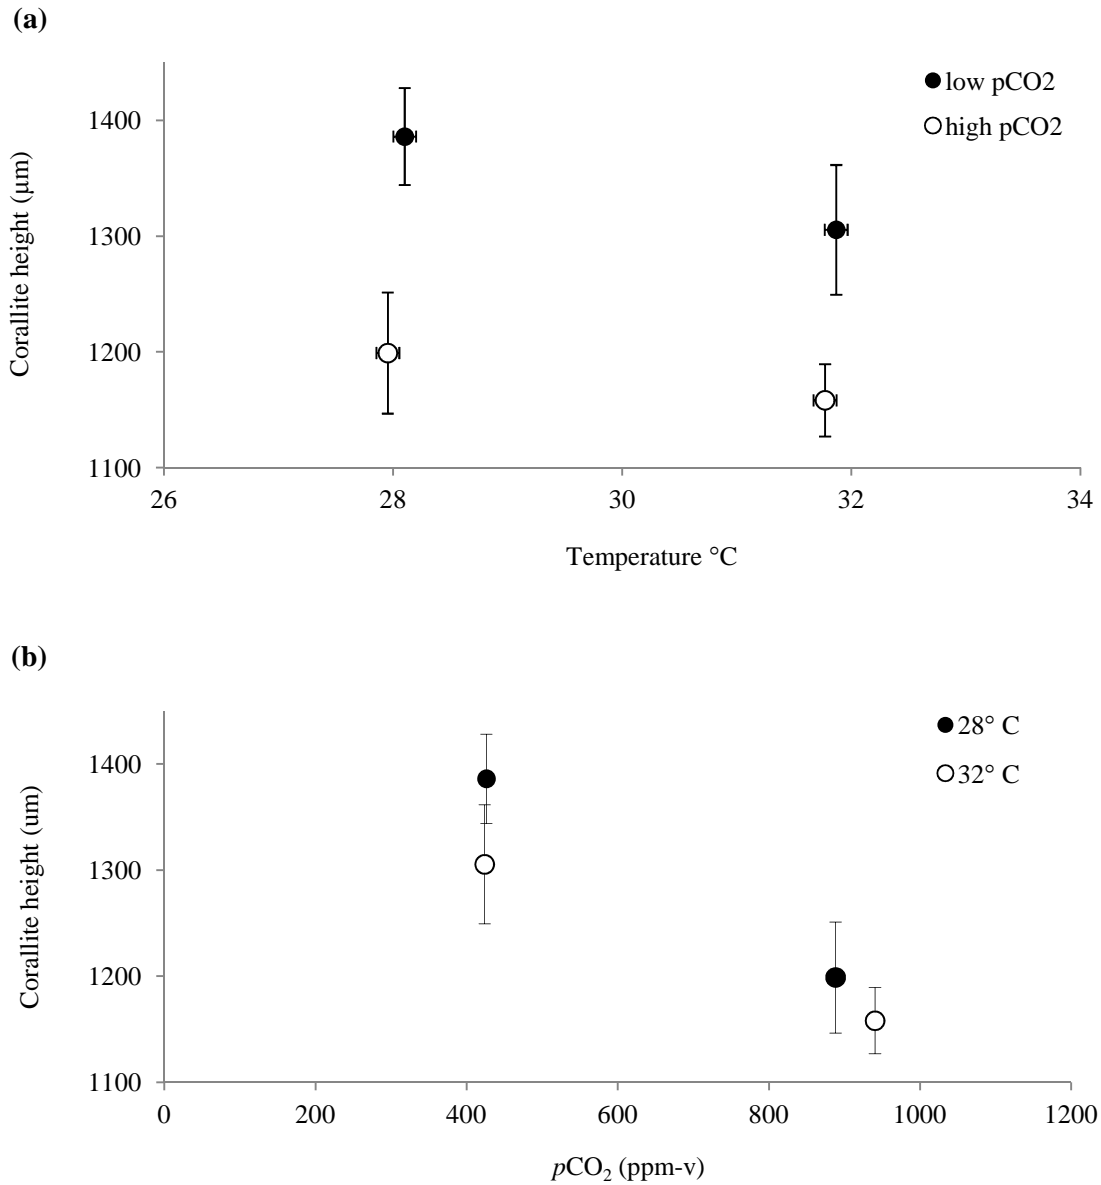 (a)
low pCO2
high pCO2
1400
1300
1200
1100
Corallite height (µm)
26 28 30 32 34
Temperature °C
(b)
28° C
32° C
1400
1300
1200
1100
Corallite height (um)
0 200 400 600 800 1000 1200
pCO₂ (ppm-v)